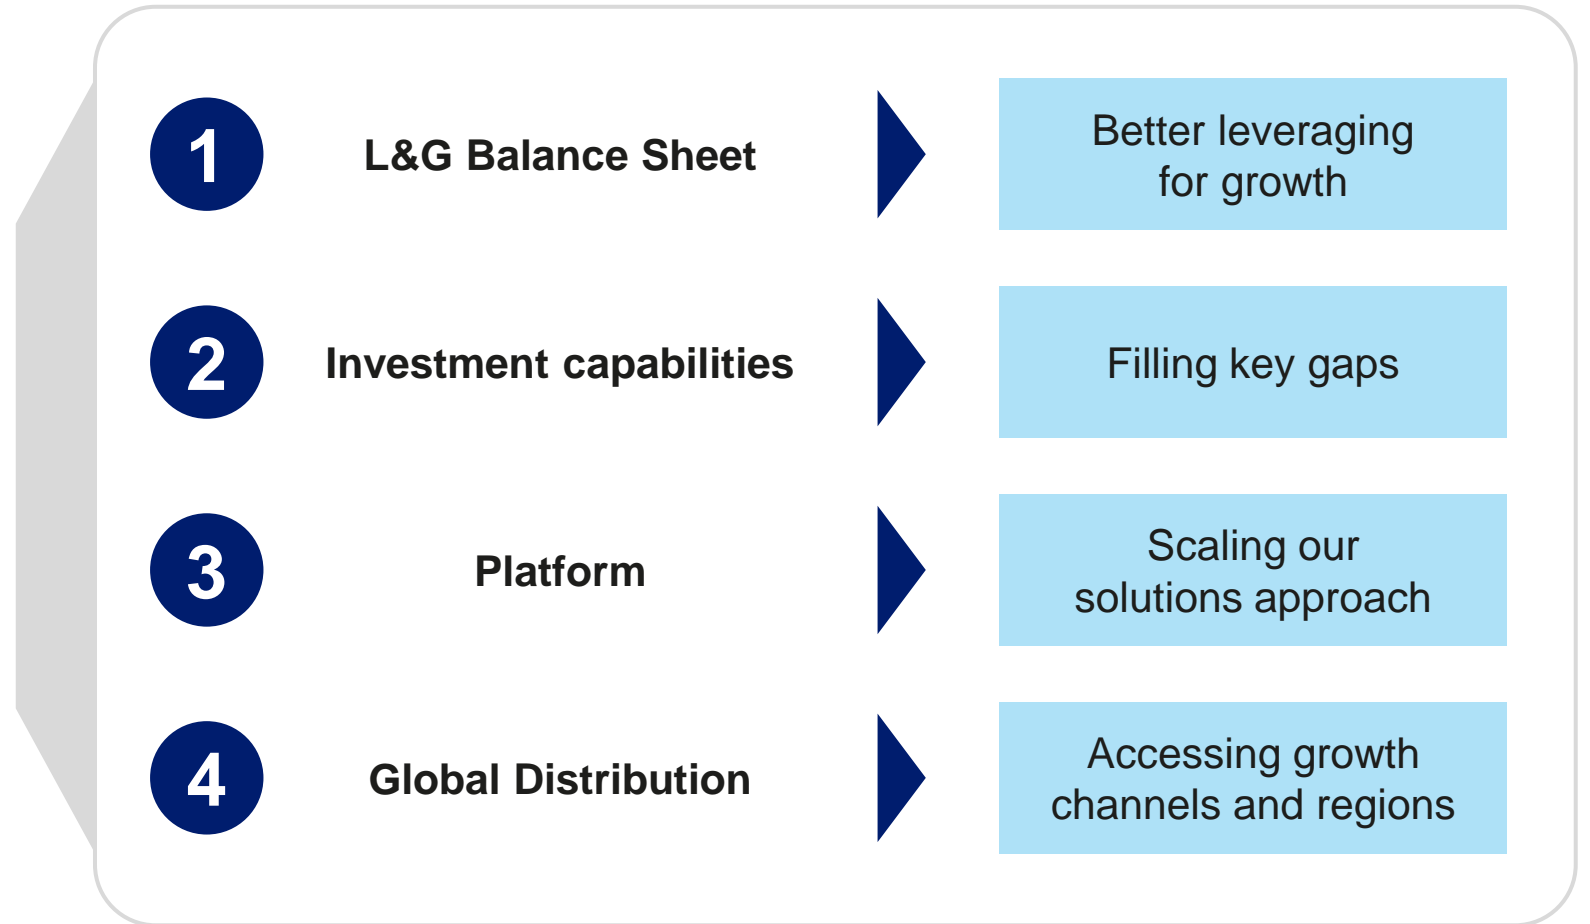 1
L&G Balance Sheet
Better leveraging
for growth
2
Investment capabilities
Filling key gaps
3
Platform
Scaling our
solutions approach
4
Global Distribution
Accessing growth
channels and regions